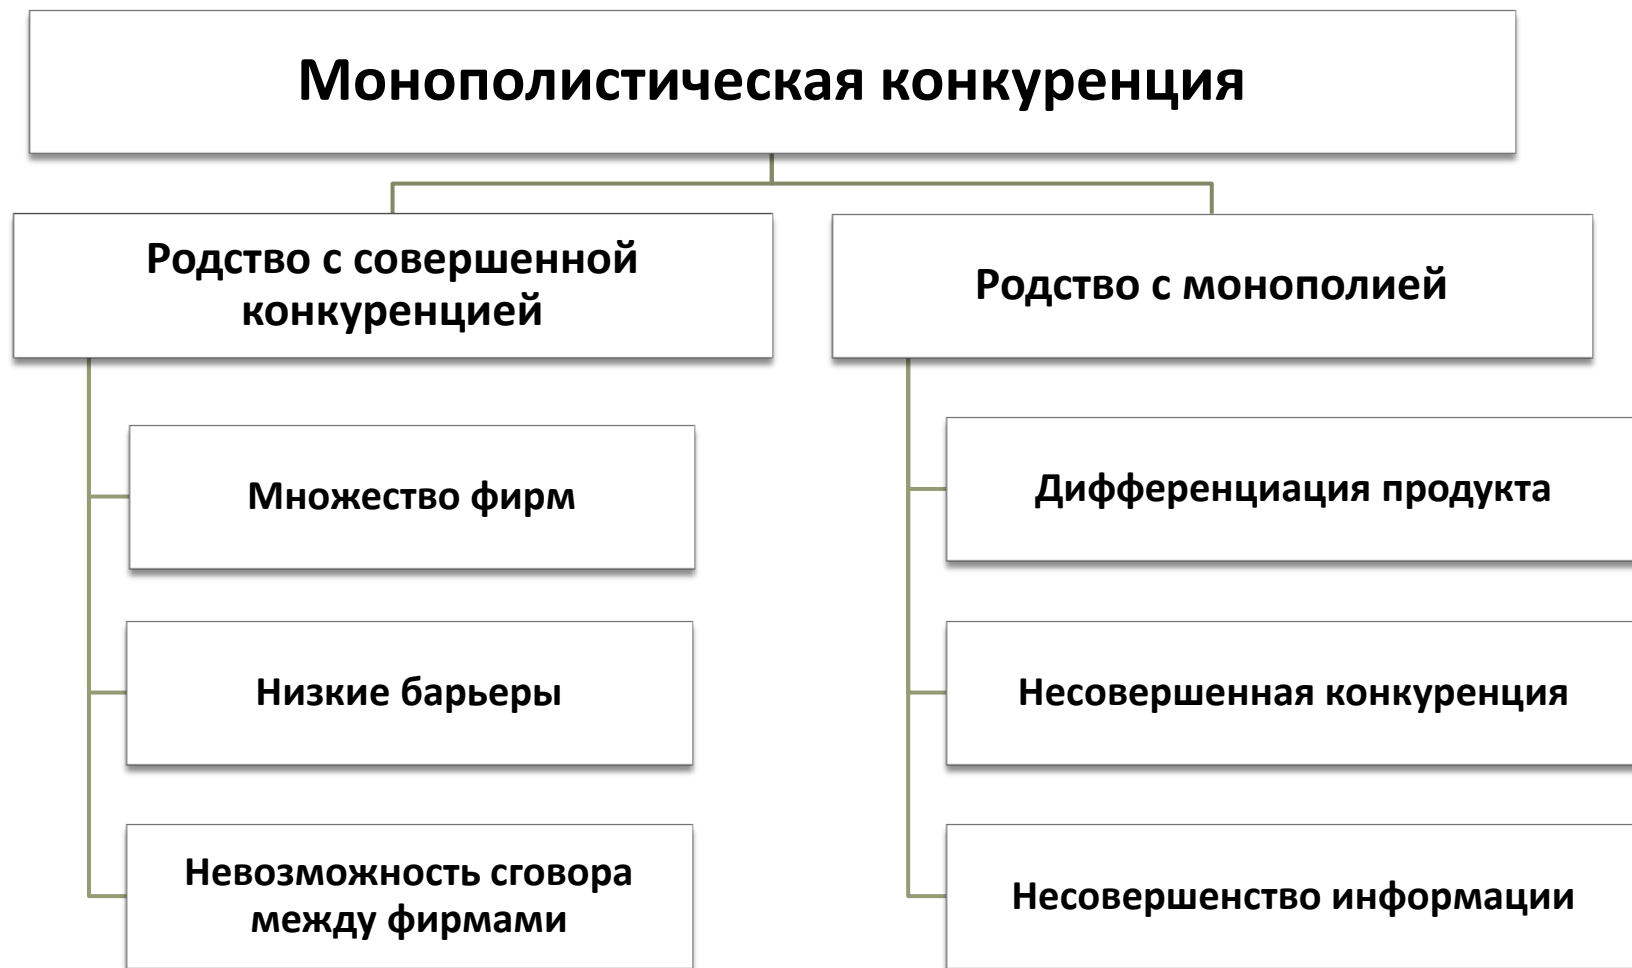 Монополистическая конкуренция
Родство с совершенной
конкуренцией
Множество фирм
Низкие барьеры
Невозможность сговора
между фирмами
Родство с монополией
Дифференциация продукта
Несовершенная конкуренция
Несовершенство информации